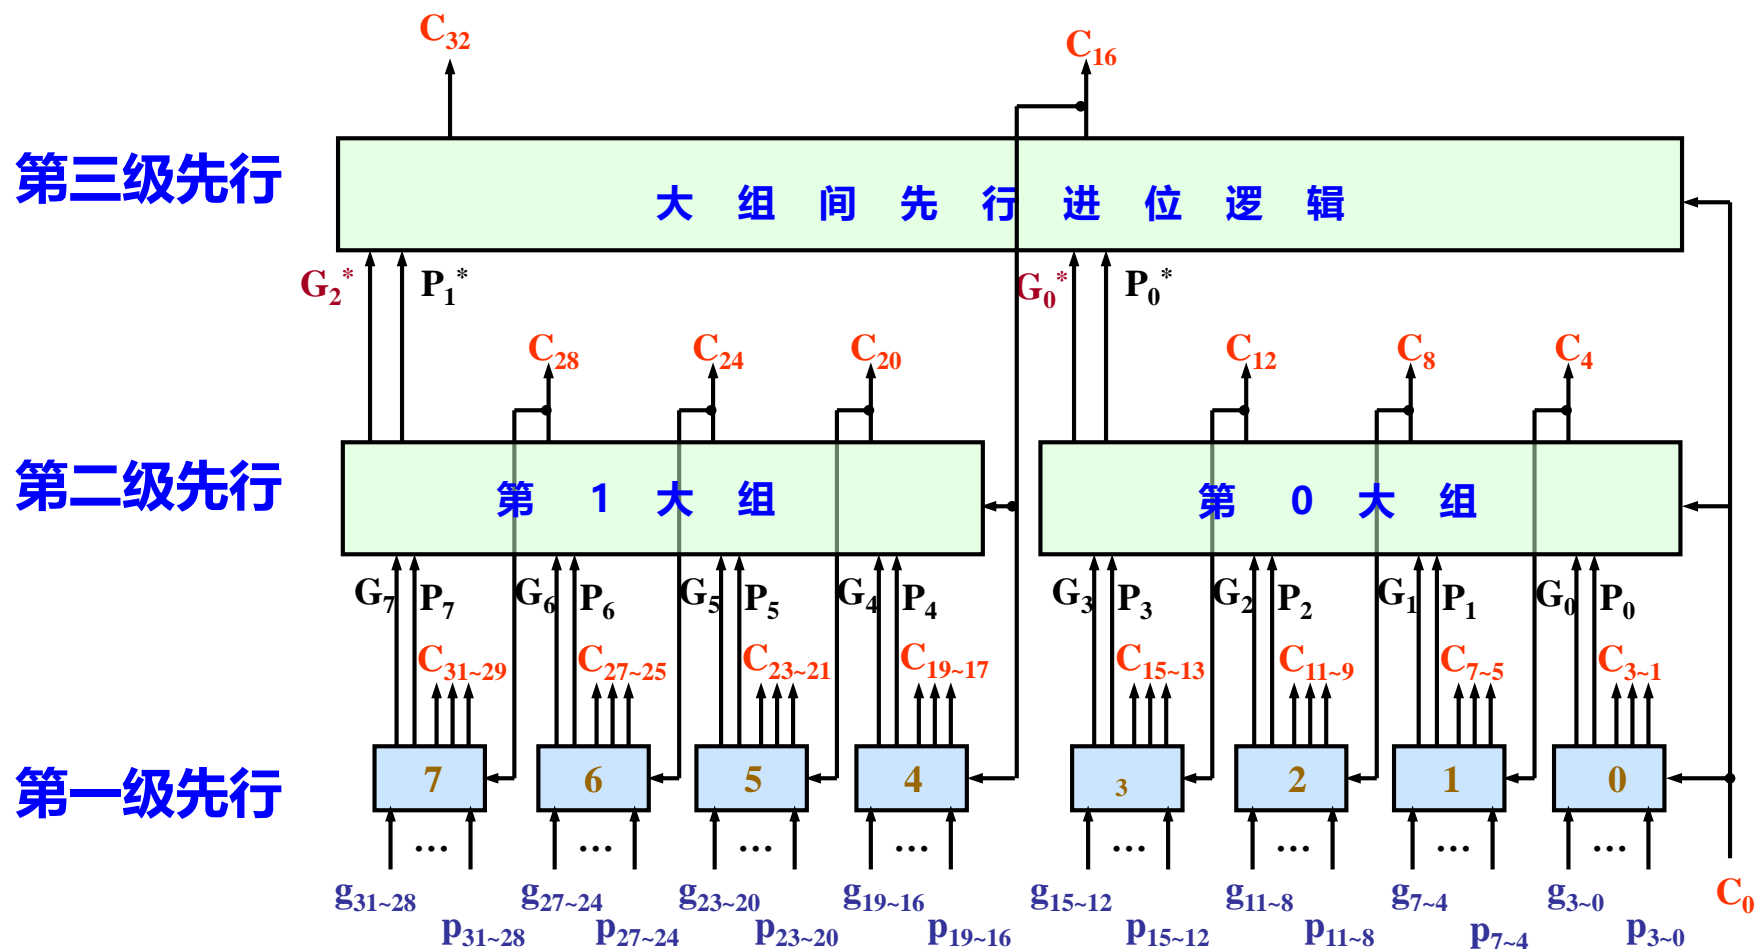 C₃₂ C₁₆
第三级先行 大组间先行进位逻辑
G₂* P₁* G₀* P₀*
C₂₈ C₂₄ C₂₀ C₁₂ C₈ C₄
第二级先行 第1大组 第0大组
G₇ P₇ G₆ P₆ G₅ P₅ G₄ P₄ G₃ P₃ G₂ P₂ G₁ P₁ G₀ P₀
C₃₁~₂₉ C₂₇~₂₅ C₂₃~₂₁ C₁₉~₁₇ C₁₅~₁₃ C₁₁~₉ C₇~₅ C₃~₁
第一级先行 7 6 5 4 3 2 1 0
... ... ... ... ... ... ... ...
g₃₁~₂₈ g₂₇~₂₄ g₂₃~₂₀ g₁₉~₁₆ g₁₅~₁₂ g₁₁~₈ g₇~₄ g₃~₀ C₀
p₃₁~₂₈ p₂₇~₂₄ p₂₃~₂₀ p₁₉~₁₆ p₁₅~₁₂ p₁₁~₈ p₇~₄ p₃~₀